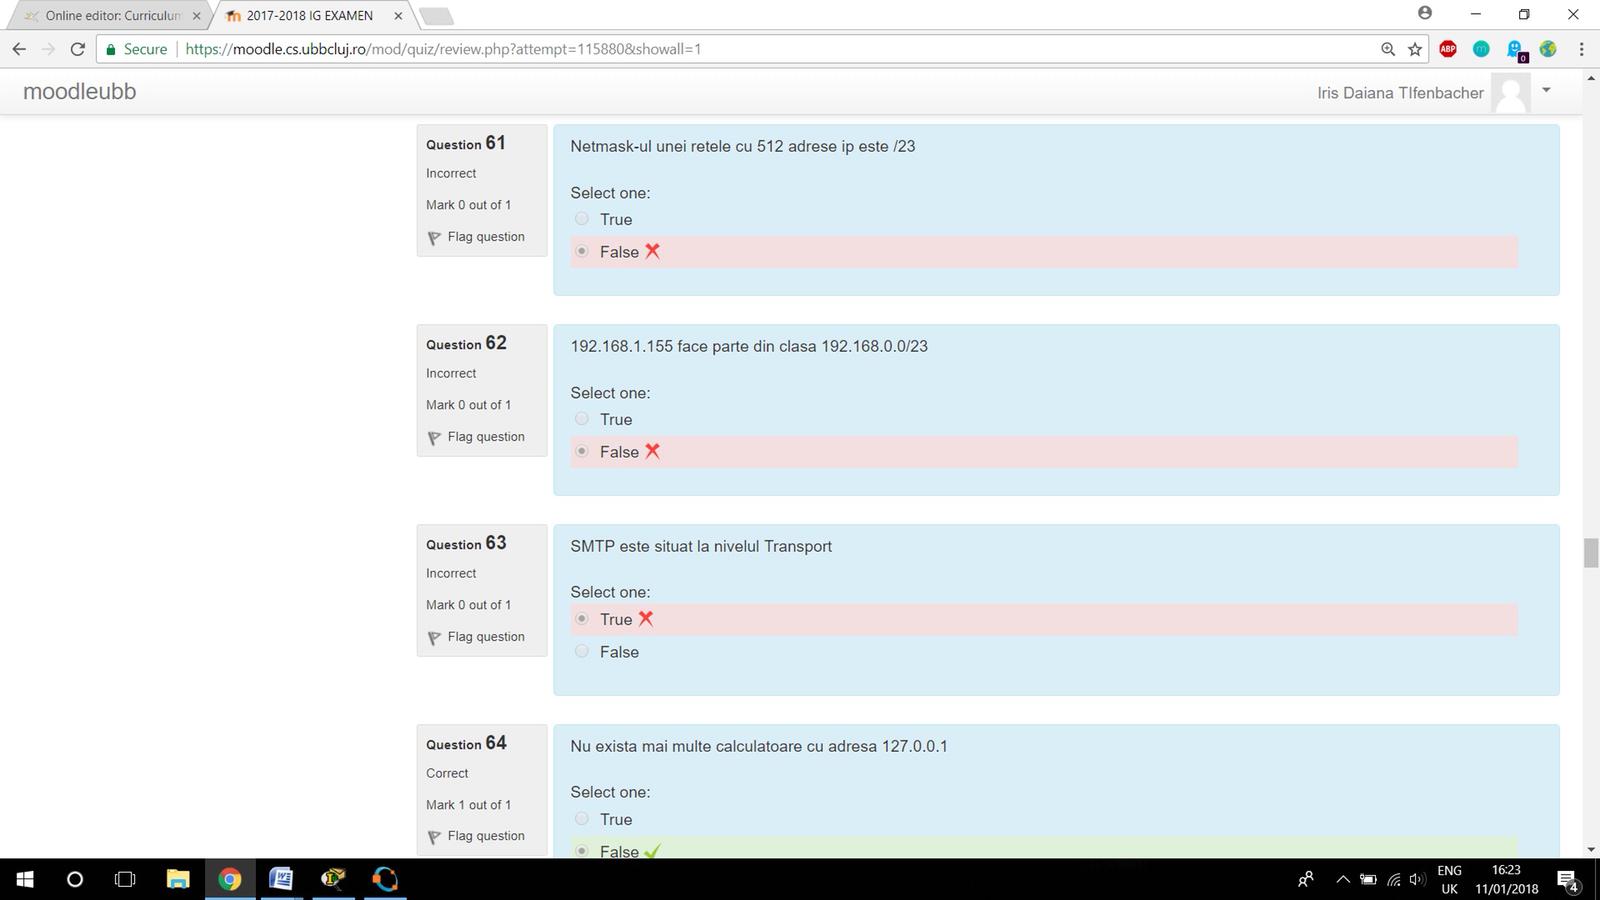 Online editor: Curriculum
2017-2018 IG EXAMEN
Secure
https://moodle.cs.ubbcluj.ro/mod/quiz/review.php?attempt=115880&showall=1
ABP
m
0
moodleubb
Iris Daiana TIfenbacher
Question 61
Incorrect
Mark 0 out of 1
Flag question
Netmask-ul unei retele cu 512 adrese ip este /23
Select one:
True
False
Question 62
Incorrect
Mark 0 out of 1
Flag question
192.168.1.155 face parte din clasa 192.168.0.0/23
Select one:
True
False
Question 63
Incorrect
Mark 0 out of 1
Flag question
SMTP este situat la nivelul Transport
Select one:
True
False
Question 64
Correct
Mark 1 out of 1
Flag question
Nu exista mai multe calculatoare cu adresa 127.0.0.1
Select one:
True
False
ENG
UK
16:23
11/01/2018
4